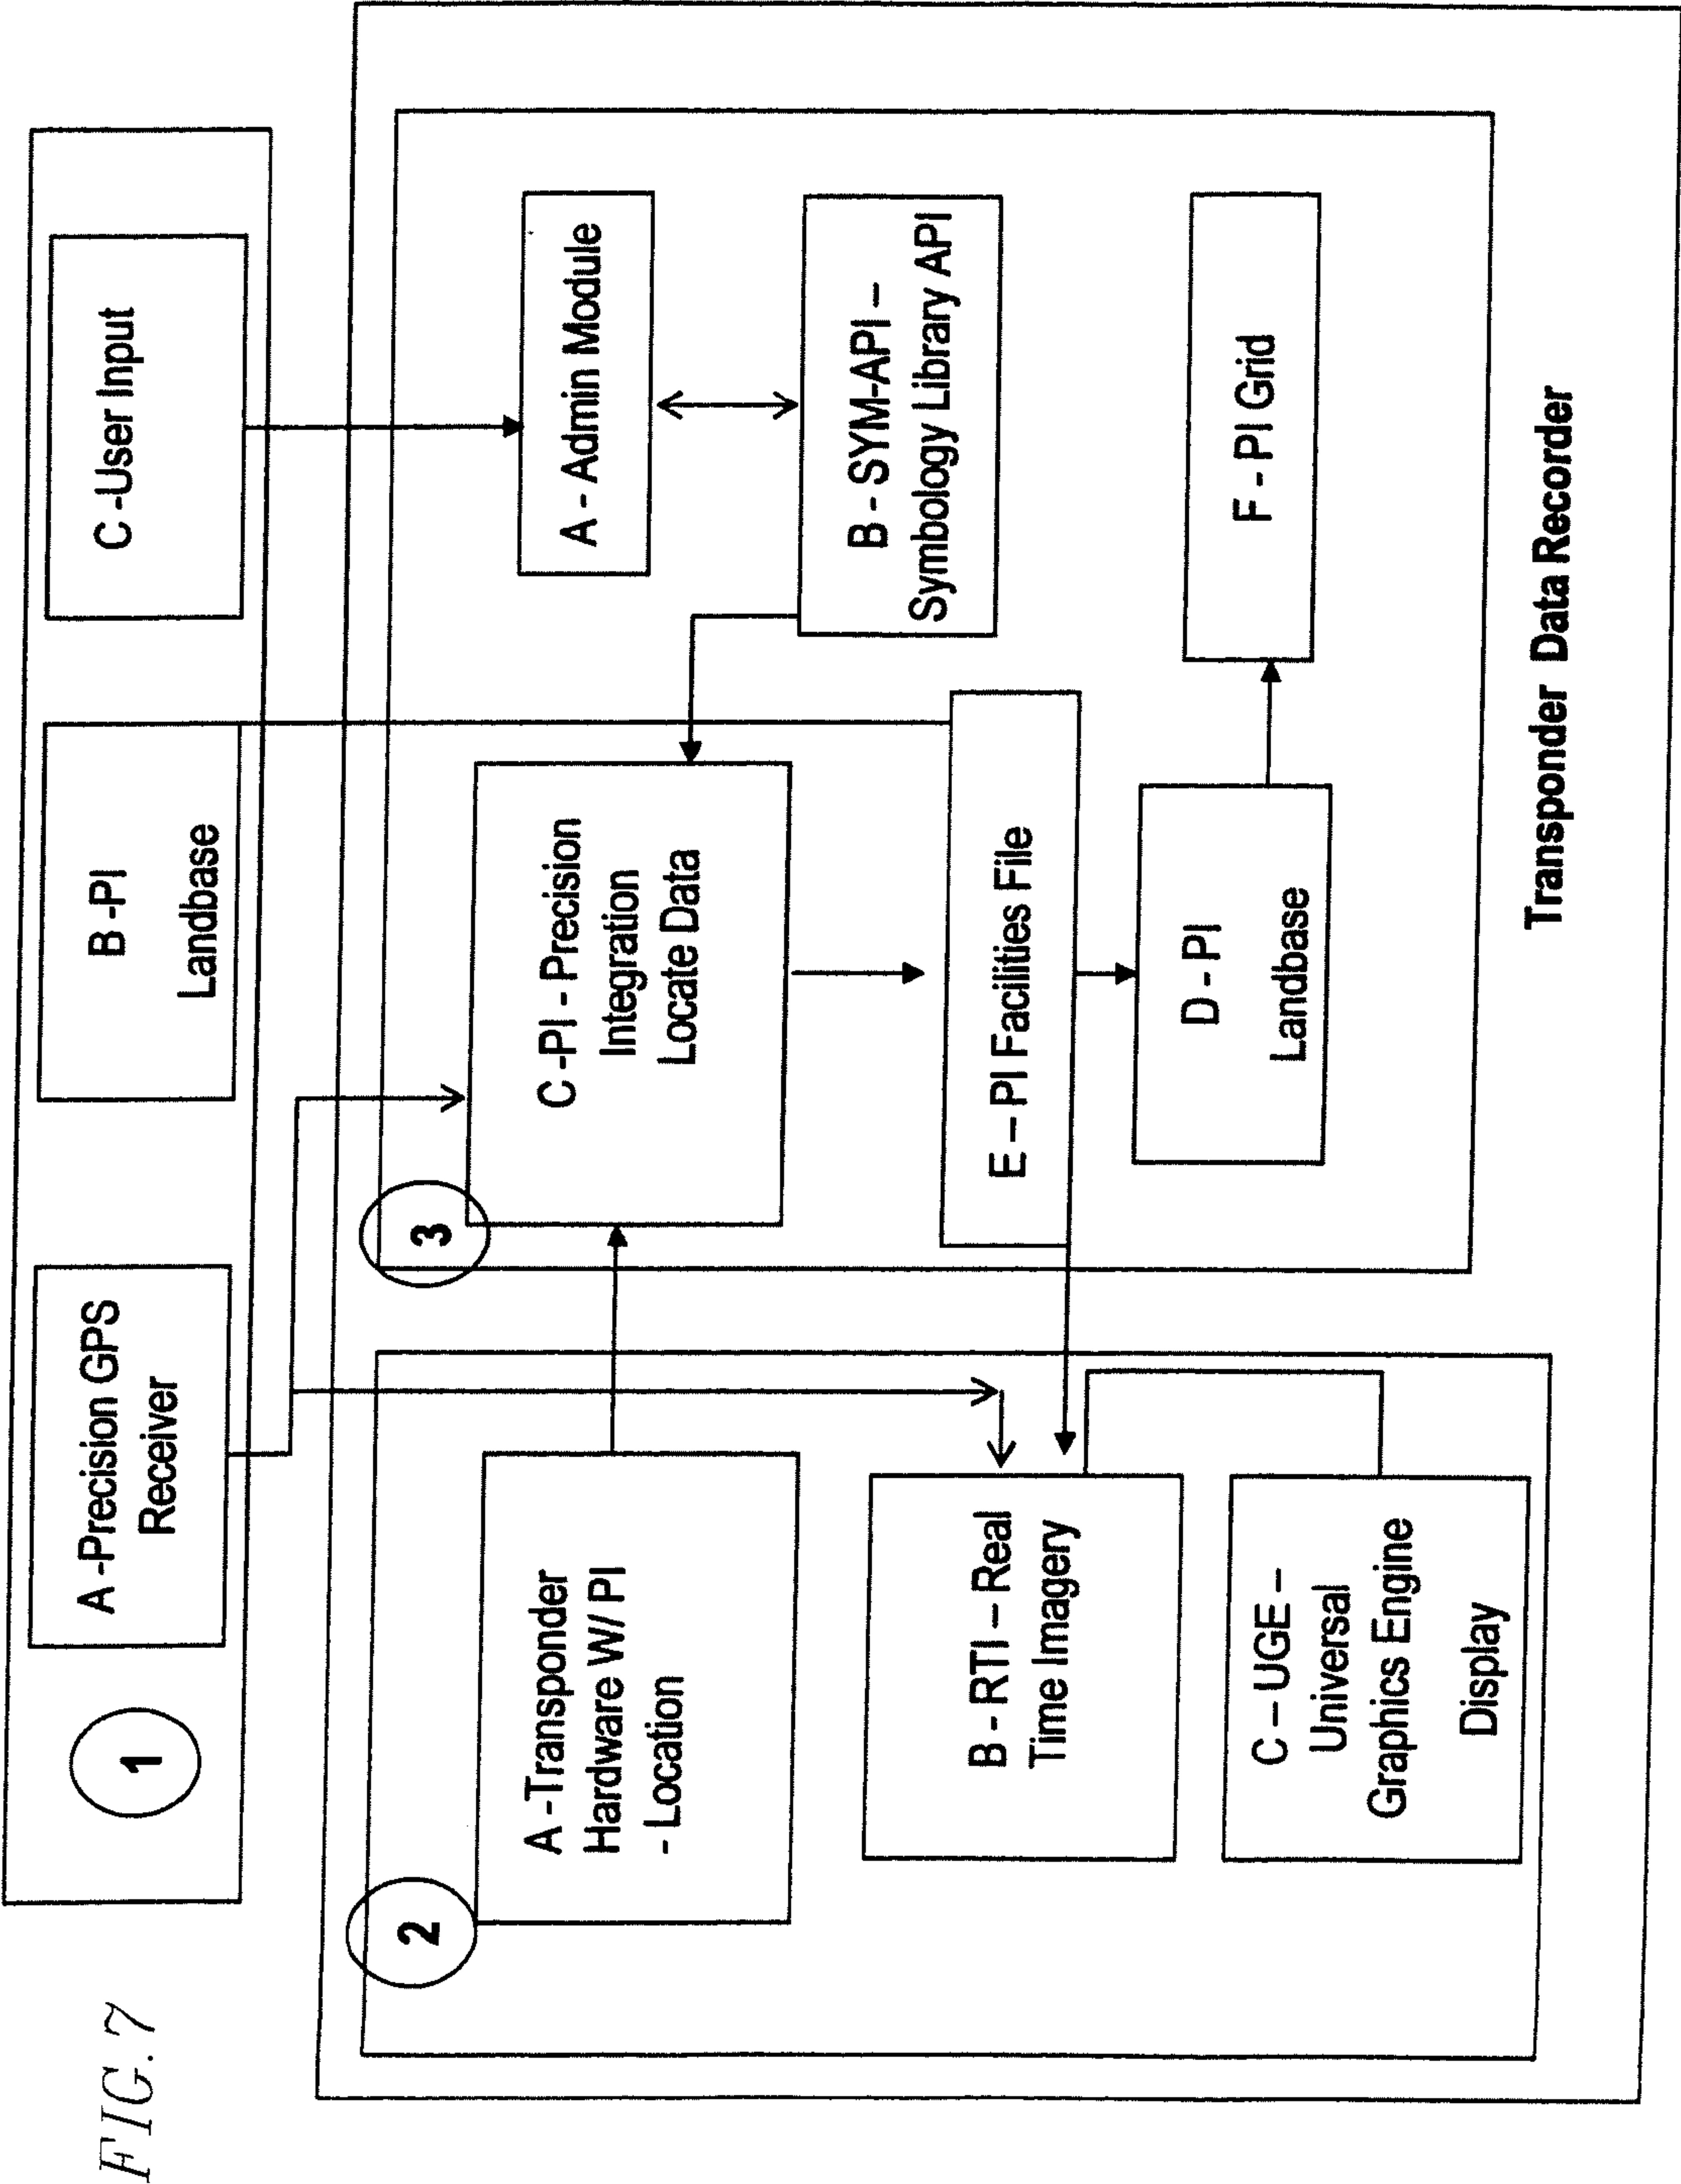 FIG. 7
1
A -Precision GPS
Receiver
B -PI
Landbase
C -User Input
2
A -Transponder
Hardware W/ PI
- Location
B - RTI – Real
Time Imagery
C – UGE –
Universal
Graphics Engine
Display
3
C -PI - Precision
Integration
Locate Data
A - Admin Module
B - SYM-API –
Symbology Library API
E – PI Facilities File
D - PI
Landbase
F - PI Grid
Transponder Data Recorder